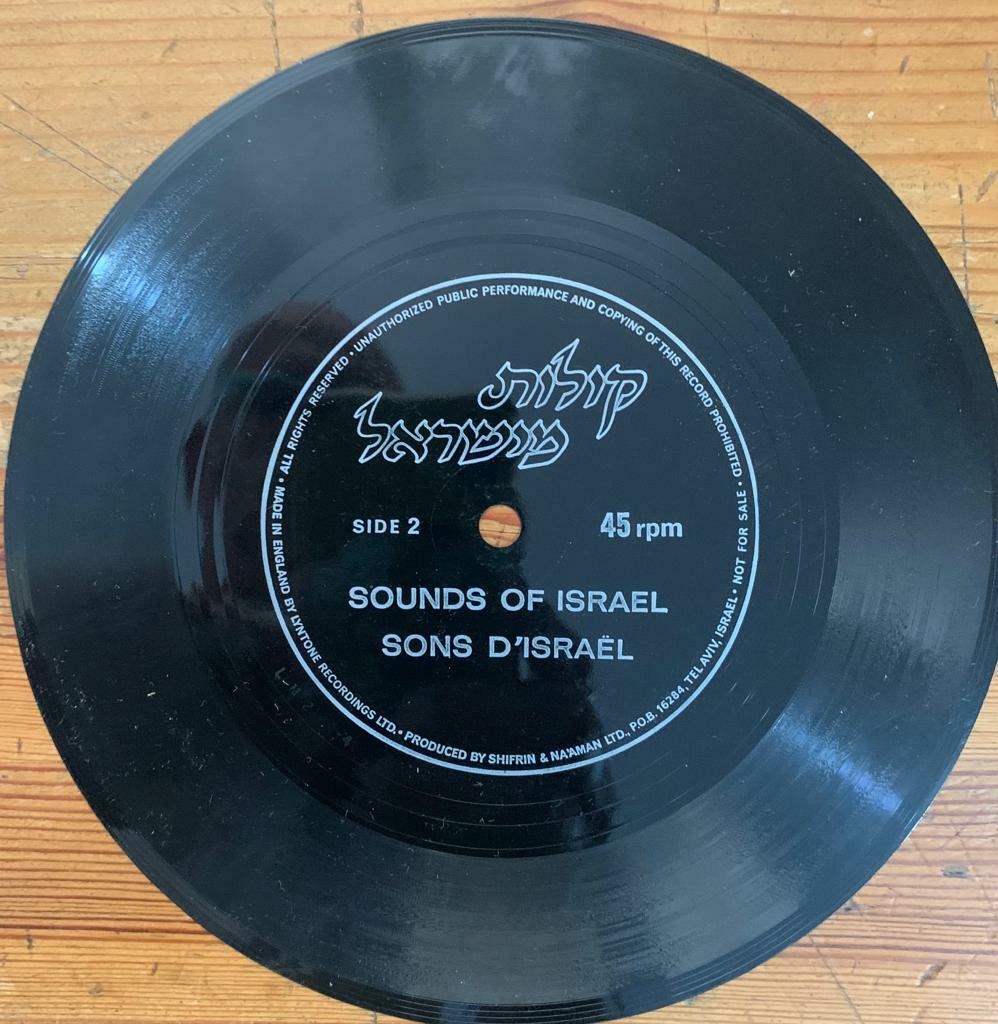 קולות
מישראל
SIDE 2
45 rpm
SOUNDS OF ISRAEL
SONS D'ISRAËL
• ALL RIGHTS RESERVED • UNAUTHORIZED PUBLIC PERFORMANCE AND COPYING OF THIS RECORD PROHIBITED • NOT FOR SALE •
MADE IN ENGLAND BY LYNTONE RECORDINGS LTD. • PRODUCED BY SHIFRIN & NA'AMAN LTD., P.O.B. 16284, TEL AVIV, ISRAEL •